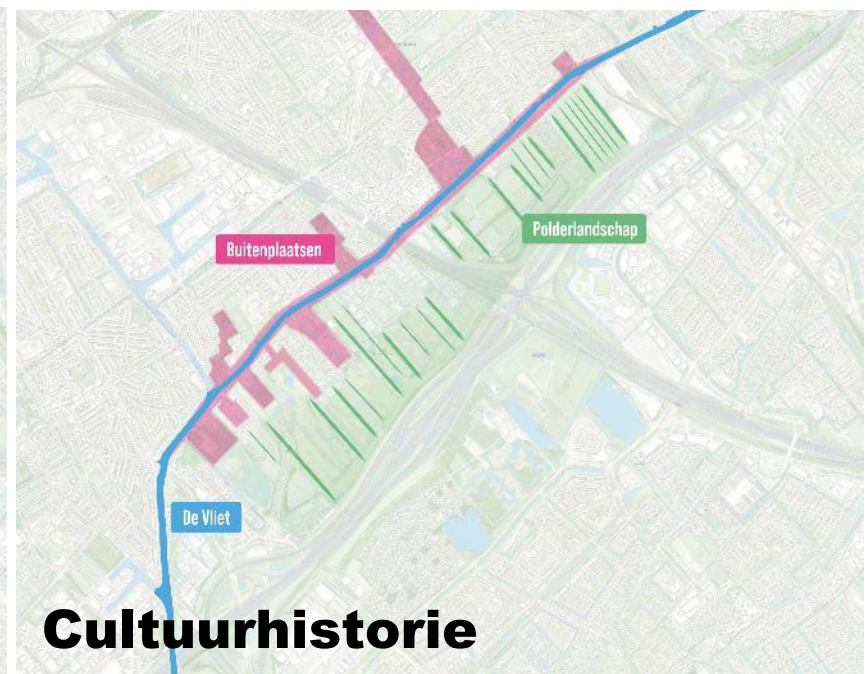 Buitenplaatsen
Polderlandschap
De Vliet
Cultuurhistorie